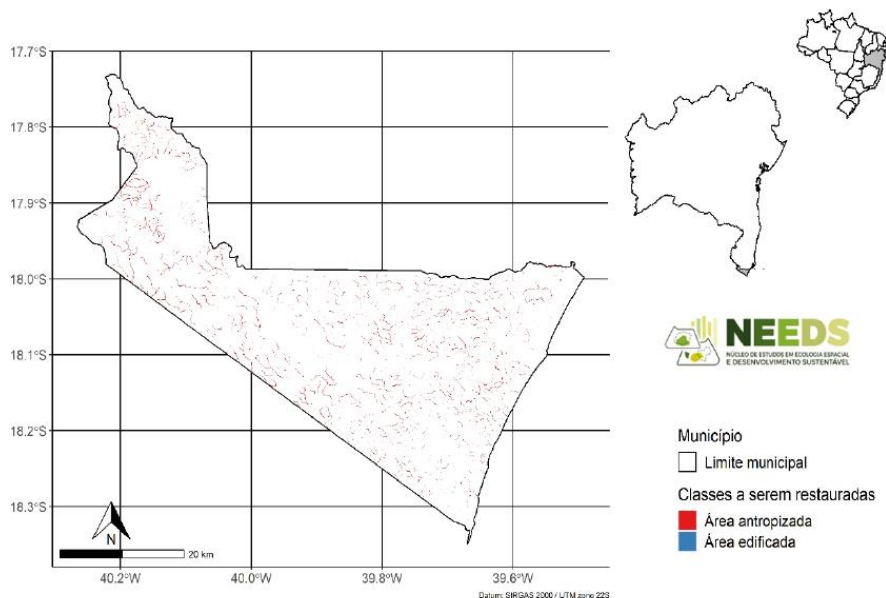 17.7°S
17.8°S
17.9°S
18.0°S
18.1°S
18.2°S
18.3°S
N
20 km
40.2°W
40.0°W
39.8°W
39.6°W
Datum: SIRGAS 2000 / UTM zone 22S
NEEDS
NÚCLEO DE ESTUDOS EM ECOLOGIA ESPACIAL
E DESENVOLVIMENTO SUSTENTÁVEL
Município
Limite municipal
Classes a serem restauradas
Área antropizada
Área edificada